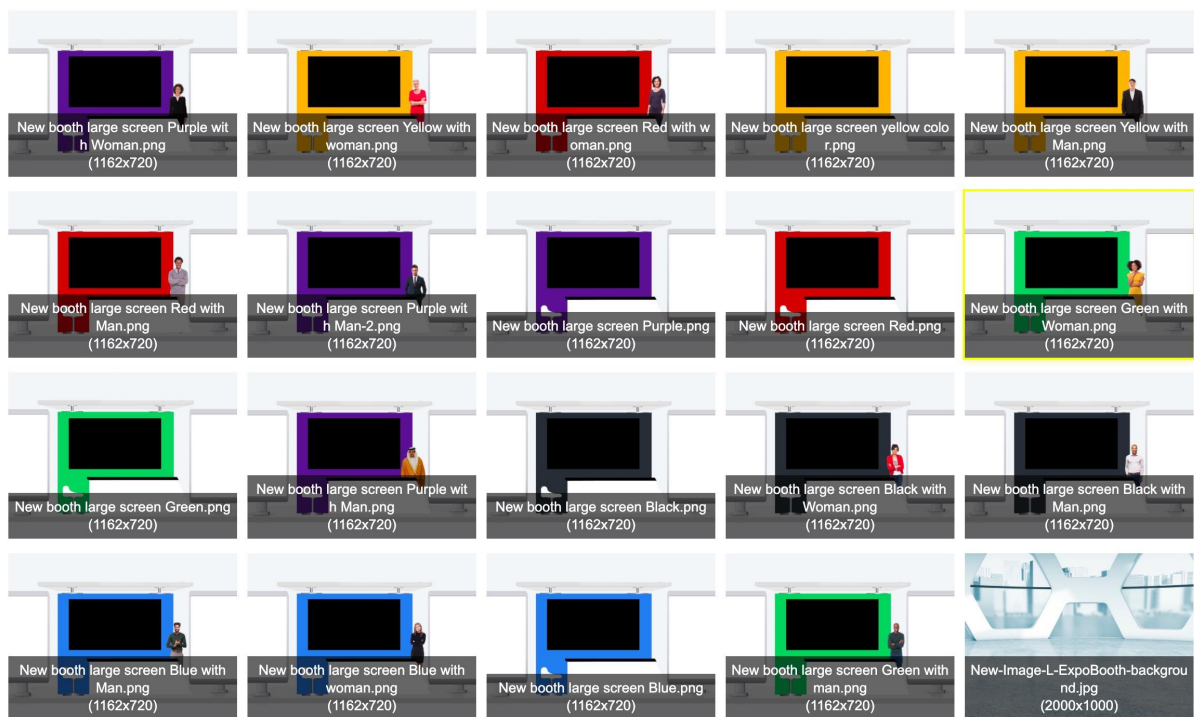 New booth large screen Purple wit
h Woman.png
(1162x720)
New booth large screen Yellow with
woman.png
(1162x720)
New booth large screen Red with w
oman.png
(1162x720)
New booth large screen yellow colo
r.png
(1162x720)
New booth large screen Yellow with
Man.png
(1162x720)
New booth large screen Red with
Man.png
(1162x720)
New booth large screen Purple wit
h Man-2.png
(1162x720)
New booth large screen Purple.png
(1162x720)
New booth large screen Red.png
(1162x720)
New booth large screen Green with
Woman.png
(1162x720)
New booth large screen Green.png
(1162x720)
New booth large screen Purple wit
h Man.png
(1162x720)
New booth large screen Black.png
(1162x720)
New booth large screen Black with
Woman.png
(1162x720)
New booth large screen Black with
Man.png
(1162x720)
New booth large screen Blue with
Man.png
(1162x720)
New booth large screen Blue with
woman.png
(1162x720)
New booth large screen Blue.png
(1162x720)
New booth large screen Green with
man.png
(1162x720)
New-Image-L-ExpoBooth-backgrou
nd.jpg
(2000x1000)